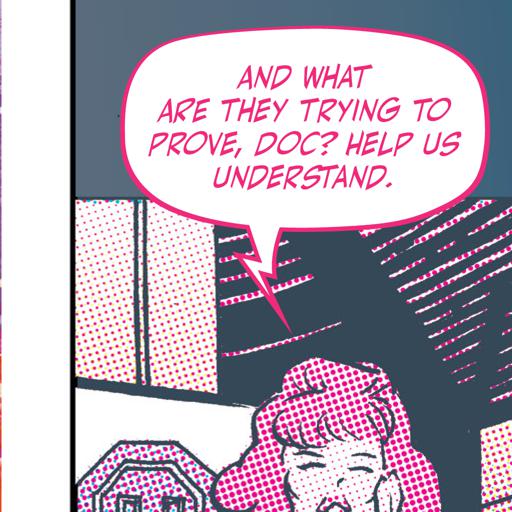 AND WHAT
ARE THEY TRYING TO
PROVE, DOC? HELP US
UNDERSTAND.